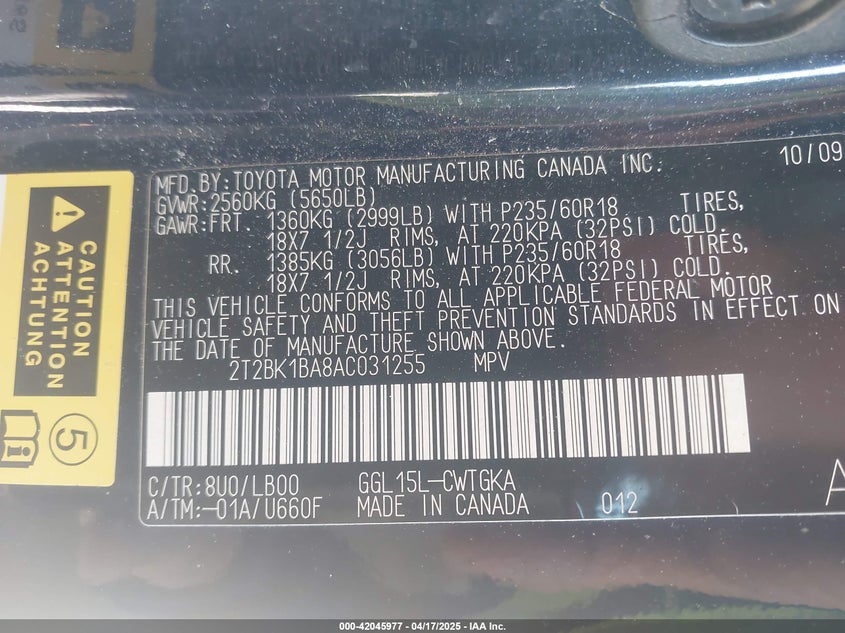 CAUTION
ATTENTION
ACHTUNG
5
MFD. BY:TOYOTA MOTOR MANUFACTURING CANADA INC. 10/09
GVWR:2560KG (5650LB)
GAWR:FRT. 1360KG (2999LB) WITH P235/60R18 TIRES,
18X7 1/2J RIMS, AT 220KPA (32PSI) COLD.
RR. 1385KG (3056LB) WITH P235/60R18 TIRES,
18X7 1/2J RIMS, AT 220KPA (32PSI) COLD.
THIS VEHICLE CONFORMS TO ALL APPLICABLE FEDERAL MOTOR
VEHICLE SAFETY AND THEFT PREVENTION STANDARDS IN EFFECT ON
THE DATE OF MANUFACTURE SHOWN ABOVE.
2T2BK1BA8AC031255 MPV
C/TR:8U0/LB00 GGL15L-CWTGKA
A/TM:-01A/U660F MADE IN CANADA 012
A
000-42045977 - 04/17/2025 - IAA Inc.